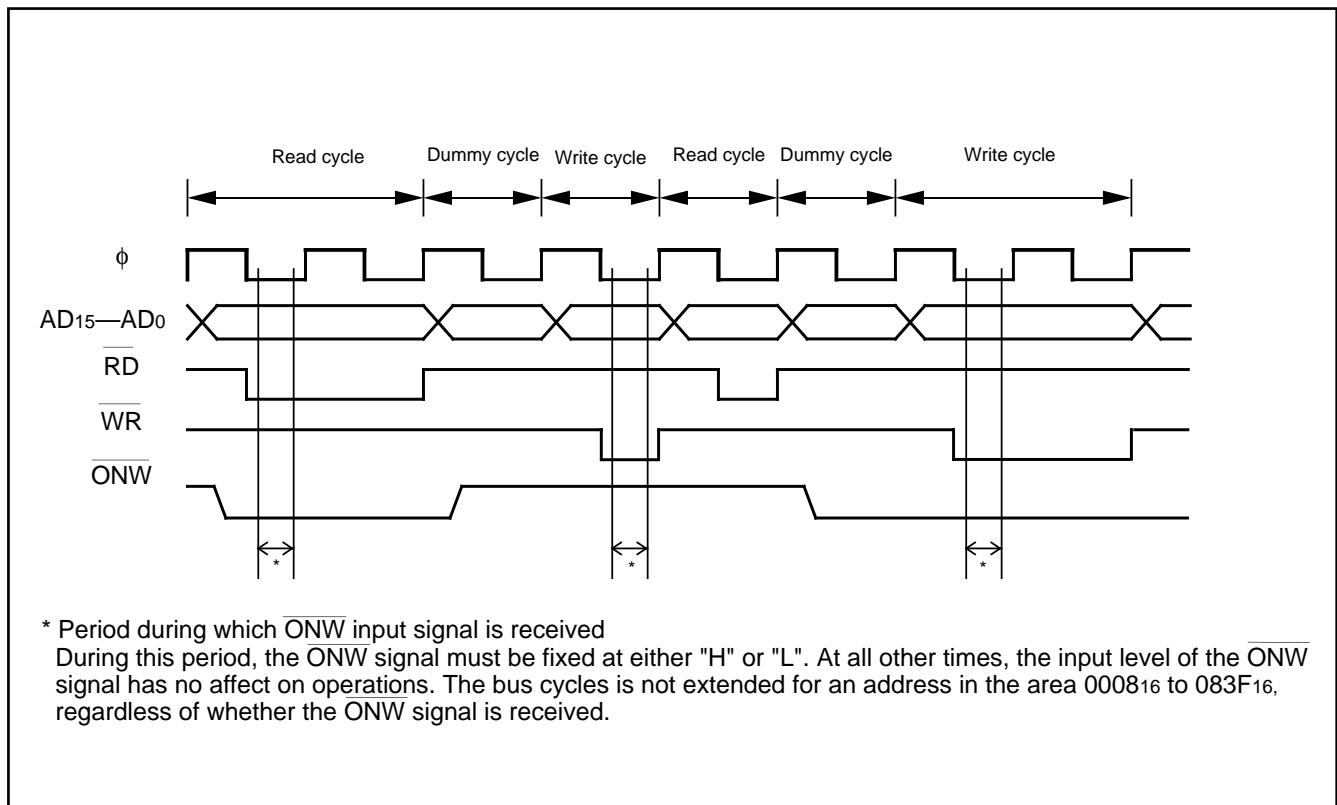 Read cycle Dummy cycle Write cycle Read cycle Dummy cycle Write cycle
ϕ
AD15—AD0
RD
WR
ONW
* * *
* Period during which ONW input signal is received
During this period, the ONW signal must be fixed at either "H" or "L". At all other times, the input level of the ONW
signal has no affect on operations. The bus cycles is not extended for an address in the area 000816 to 083F16,
regardless of whether the ONW signal is received.